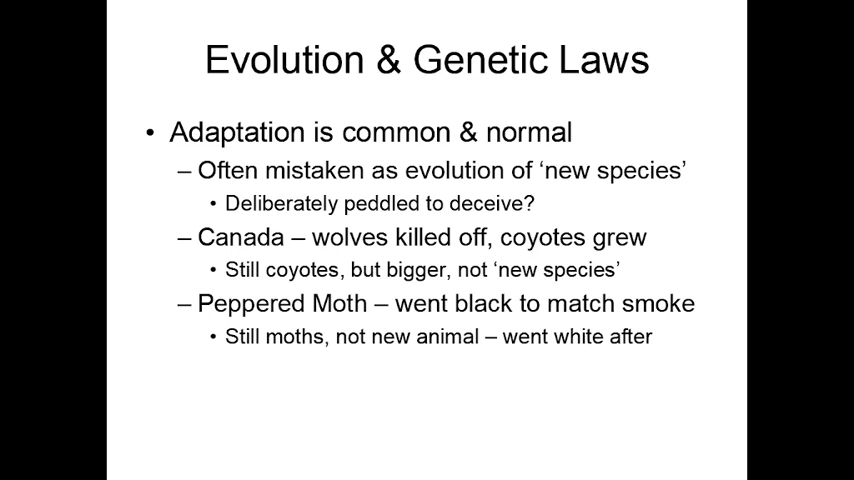 Evolution & Genetic Laws
• Adaptation is common & normal
– Often mistaken as evolution of ‘new species’
• Deliberately peddled to deceive?
– Canada – wolves killed off, coyotes grew
• Still coyotes, but bigger, not ‘new species’
– Peppered Moth – went black to match smoke
• Still moths, not new animal – went white after